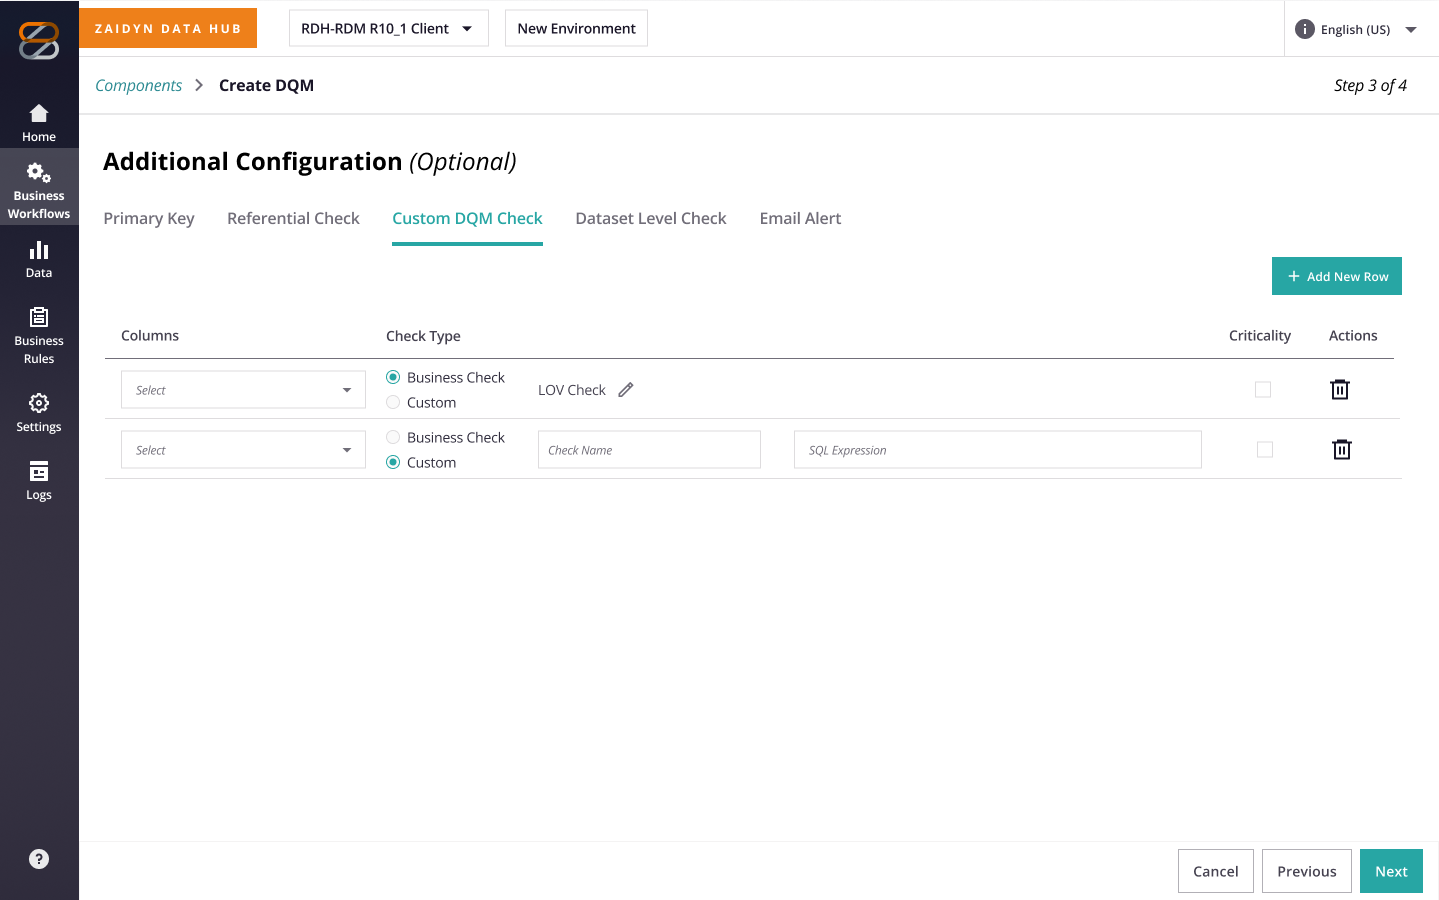 ZAIDYN DATA HUB
RDH-RDM R10_1 Client
New Environment
English (US)
Components
Create DQM
Step 3 of 4
Home
Business
Workflows
Data
Business
Rules
Settings
Logs
Additional Configuration (Optional)
Primary Key
Referential Check
Custom DQM Check
Dataset Level Check
Email Alert
Add New Row
Columns
Check Type
Criticality
Actions
Select
Business Check
Custom
LOV Check
Select
Business Check
Custom
Check Name
SQL Expression
Cancel
Previous
Next